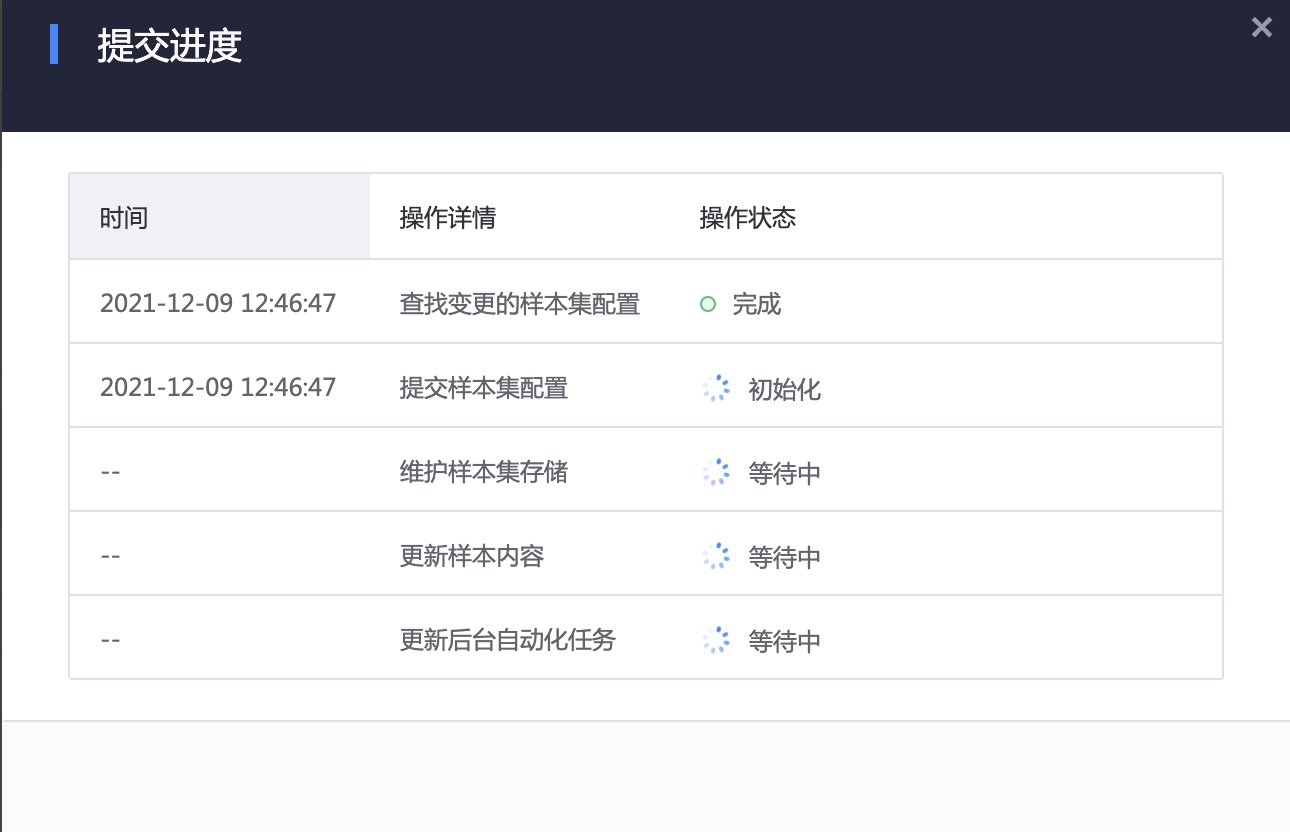 提交进度
时间 操作详情 操作状态
2021-12-09 12:46:47 查找变更的样本集配置 完成
2021-12-09 12:46:47 提交样本集配置 初始化
-- 维护样本集存储 等待中
-- 更新样本内容 等待中
-- 更新后台自动化任务 等待中